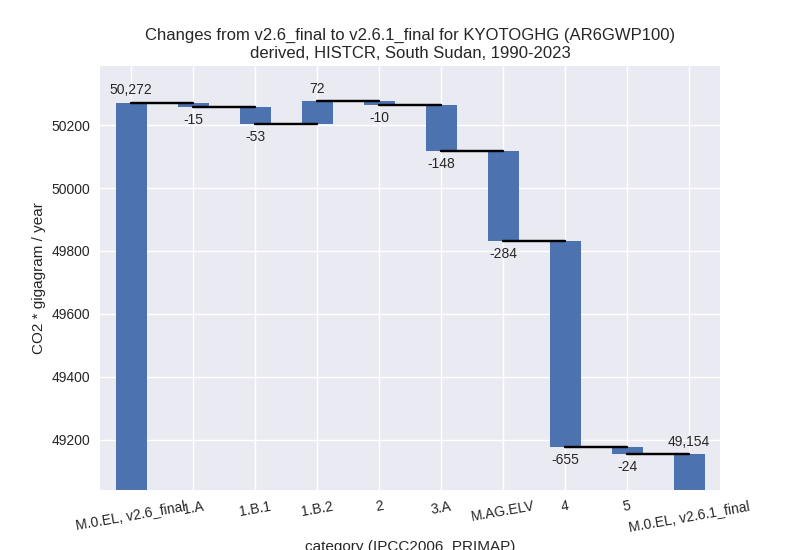 Changes from v2.6_final to v2.6.1_final for KYOTOGHG (AR6GWP100)
derived, HISTCR, South Sudan, 1990-2023
50,272
-15
-53
72
-10
-148
-284
-655
-24
49,154
50200
50000
49800
49600
49400
49200
CO2 * gigagram / year
M.0.EL, v2.6_final
1.A
1.B.1
1.B.2
2
3.A
M.AG.ELV
4
5
M.0.EL, v2.6.1_final
category (IPCC2006_PRIMAP)